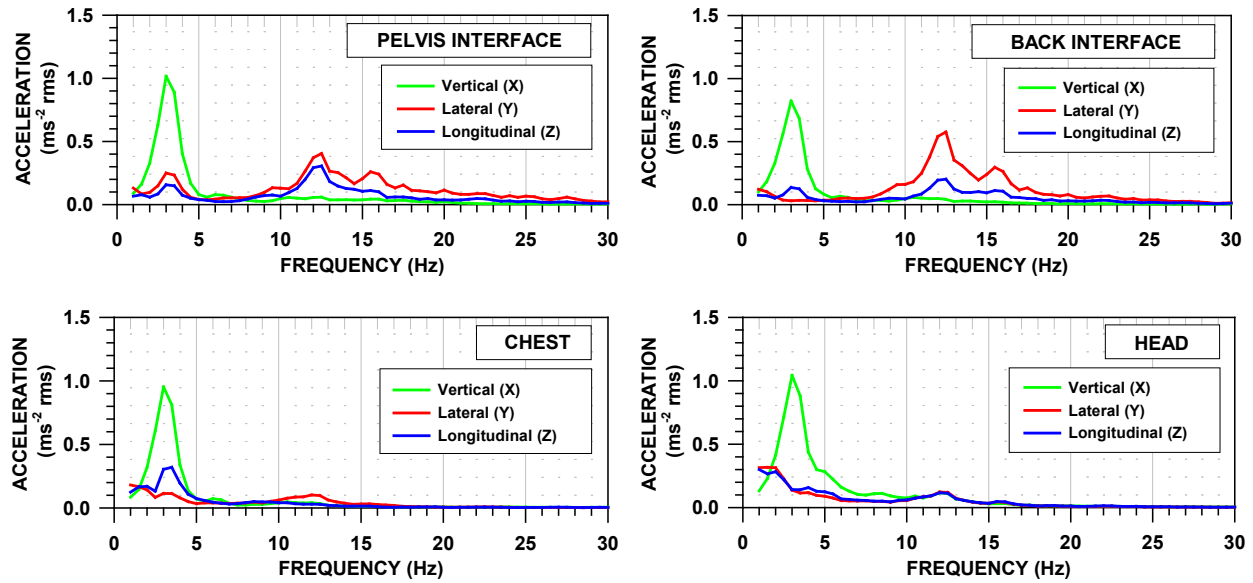 PELVIS INTERFACE
ACCELERATION
(ms⁻² rms)
1.5
1.0
0.5
0.0
Vertical (X)
Lateral (Y)
Longitudinal (Z)
0 5 10 15 20 25 30
FREQUENCY (Hz)
BACK INTERFACE
ACCELERATION
(ms⁻² rms)
1.5
1.0
0.5
0.0
Vertical (X)
Lateral (Y)
Longitudinal (Z)
0 5 10 15 20 25 30
FREQUENCY (Hz)
CHEST
ACCELERATION
(ms⁻² rms)
1.5
1.0
0.5
0.0
Vertical (X)
Lateral (Y)
Longitudinal (Z)
0 5 10 15 20 25 30
FREQUENCY (Hz)
HEAD
ACCELERATION
(ms⁻² rms)
1.5
1.0
0.5
0.0
Vertical (X)
Lateral (Y)
Longitudinal (Z)
0 5 10 15 20 25 30
FREQUENCY (Hz)